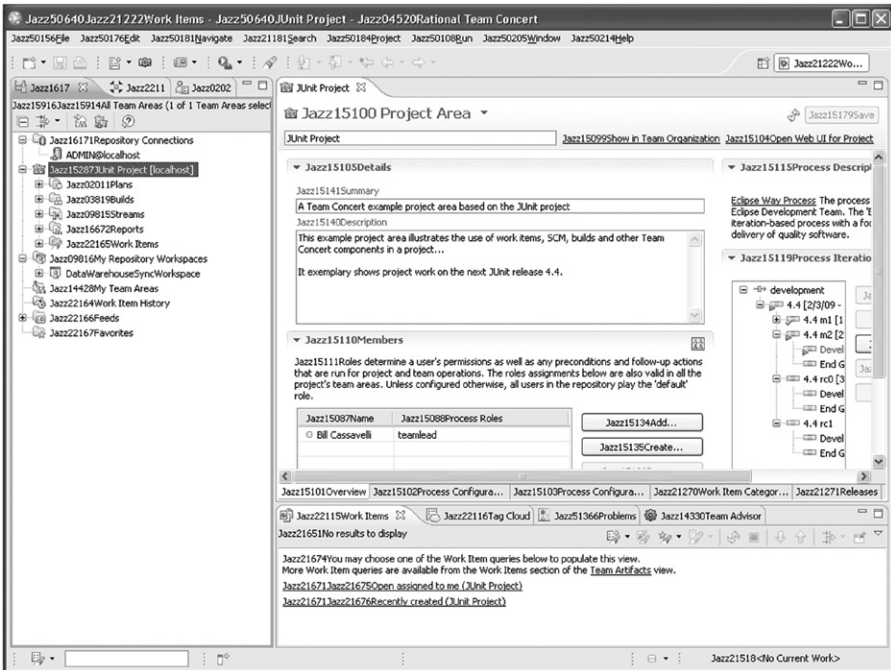 Jazz50640Jazz21222Work Items - Jazz50640JUnit Project - Jazz04520Rational Team Concert
Jazz50156File Jazz50176Edit Jazz50181Navigate Jazz21181Search Jazz50184Project Jazz50108Run Jazz50205Window Jazz50214Help
Jazz21222Wo...
Jazz1617 Jazz2211 Jazz0202
Jazz15916Jazz15914All Team Areas (1 of 1 Team Areas select
Jazz16171Repository Connections
ADMIN@localhost
Jazz15287JUnit Project [localhost]
Jazz02011Plans
Jazz03819Builds
Jazz09815Streams
Jazz16672Reports
Jazz22165Work Items
Jazz09816My Repository Workspaces
DataWarehouseSyncWorkspace
Jazz14428My Team Areas
Jazz22164Work Item History
Jazz22166Feeds
Jazz22167Favorites
JUnit Project
Jazz15100 Project Area
Jazz15179Save
JUnit Project
Jazz15099Show in Team Organization Jazz15104Open Web UI for Project
Jazz15105Details
Jazz15141Summary
A Team Concert example project area based on the JUnit project
Jazz15140Description
This example project area illustrates the use of work items, SCM, builds and other Team
Concert components in a project...
It exemplary shows project work on the next JUnit release 4.4.
Jazz15110Members
Jazz15111Roles determine a user's permissions as well as any preconditions and follow-up actions
that are run for project and team operations. The roles assignments below are also valid in all the
project's team areas. Unless configured otherwise, all users in the repository play the 'default'
role.
Jazz15087Name Jazz15088Process Roles
Bill Cassavelli teamlead
Jazz15134Add...
Jazz15135Create...
Jazz15115Process Descrip
Eclipse Way Process The process
Eclipse Development Team. The 'E
iteration-based process with a foc
delivery of quality software.
Jazz15119Process Iteratio
development
4.4 [2/3/09 -
4.4 m1 [1
4.4 m2 [2
Devel
End G
4.4 rc0 [3
Devel
End G
4.4 rc1
Devel
End G
Jazz15101Overview Jazz15102Process Configura... Jazz15103Process Configura... Jazz21270Work Item Categor... Jazz21271Releases
Jazz22115Work Items Jazz22116Tag Cloud Jazz51366Problems Jazz14330Team Advisor
Jazz21651No results to display
Jazz21674You may choose one of the Work Item queries below to populate this view.
More Work Item queries are available from the Work Items section of the Team Artifacts view.
Jazz21671Jazz21675Open assigned to me (JUnit Project)
Jazz21671Jazz21676Recently created (JUnit Project)
Jazz21518<No Current Work>